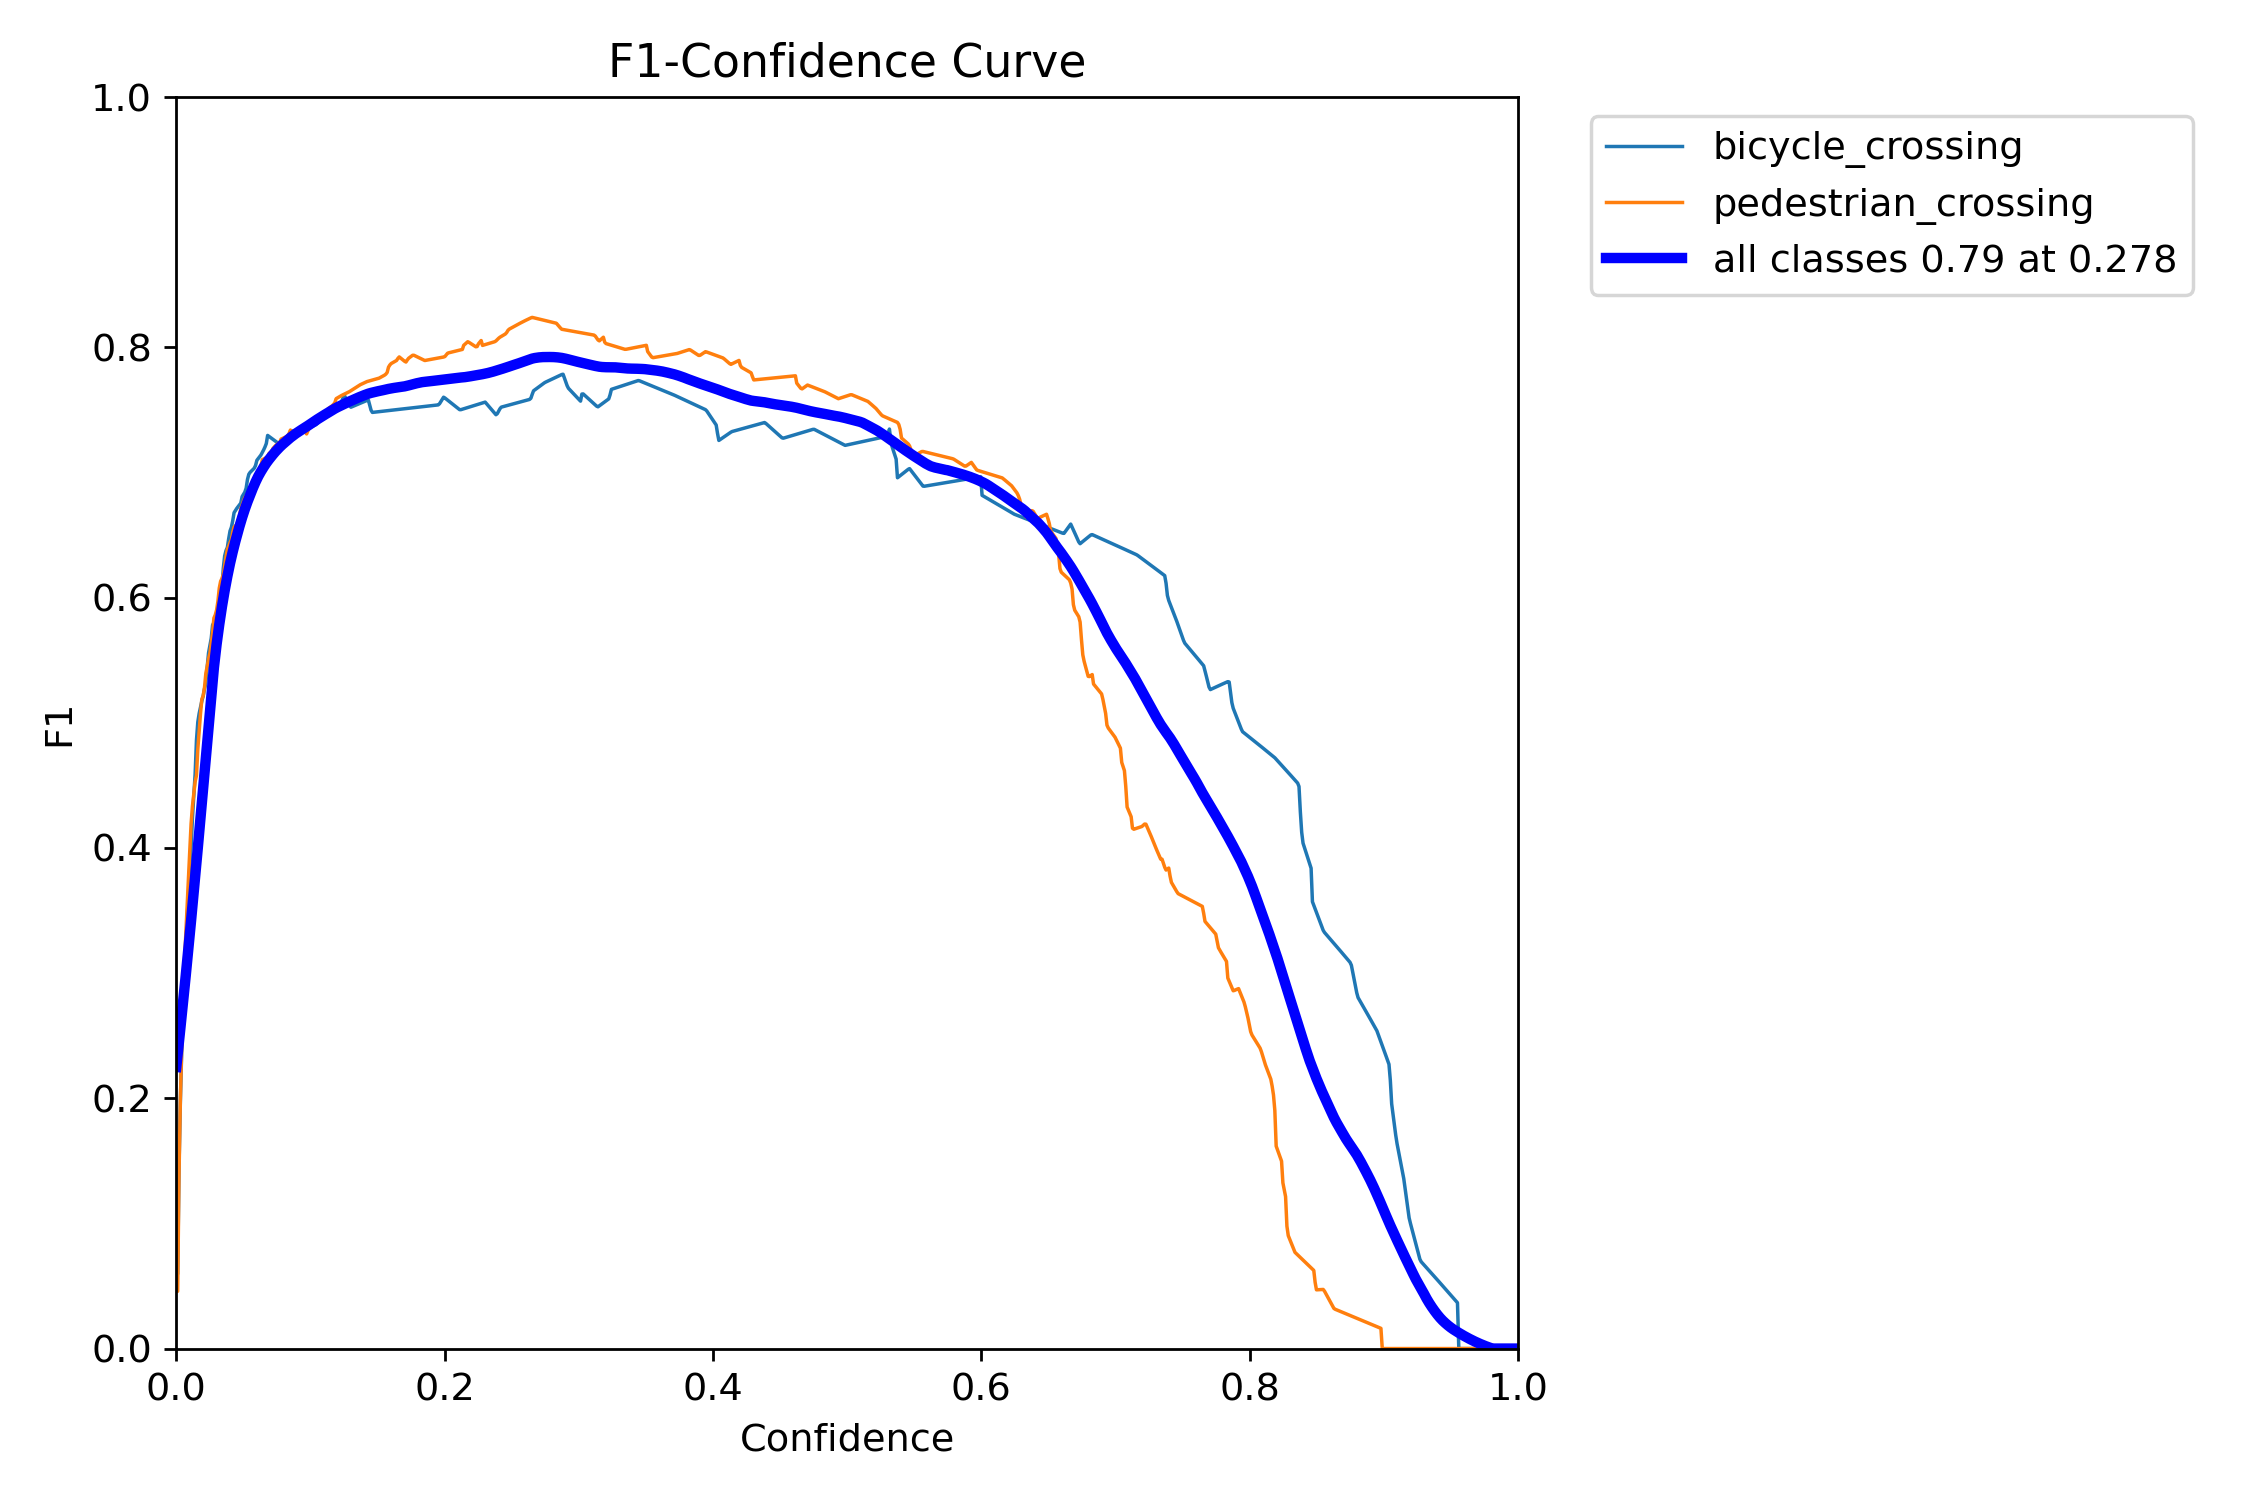 F1-Confidence Curve
1.0
0.8
0.6
0.4
0.2
0.0
F1
0.0 0.2 0.4 0.6 0.8 1.0
Confidence
bicycle_crossing
pedestrian_crossing
all classes 0.79 at 0.278